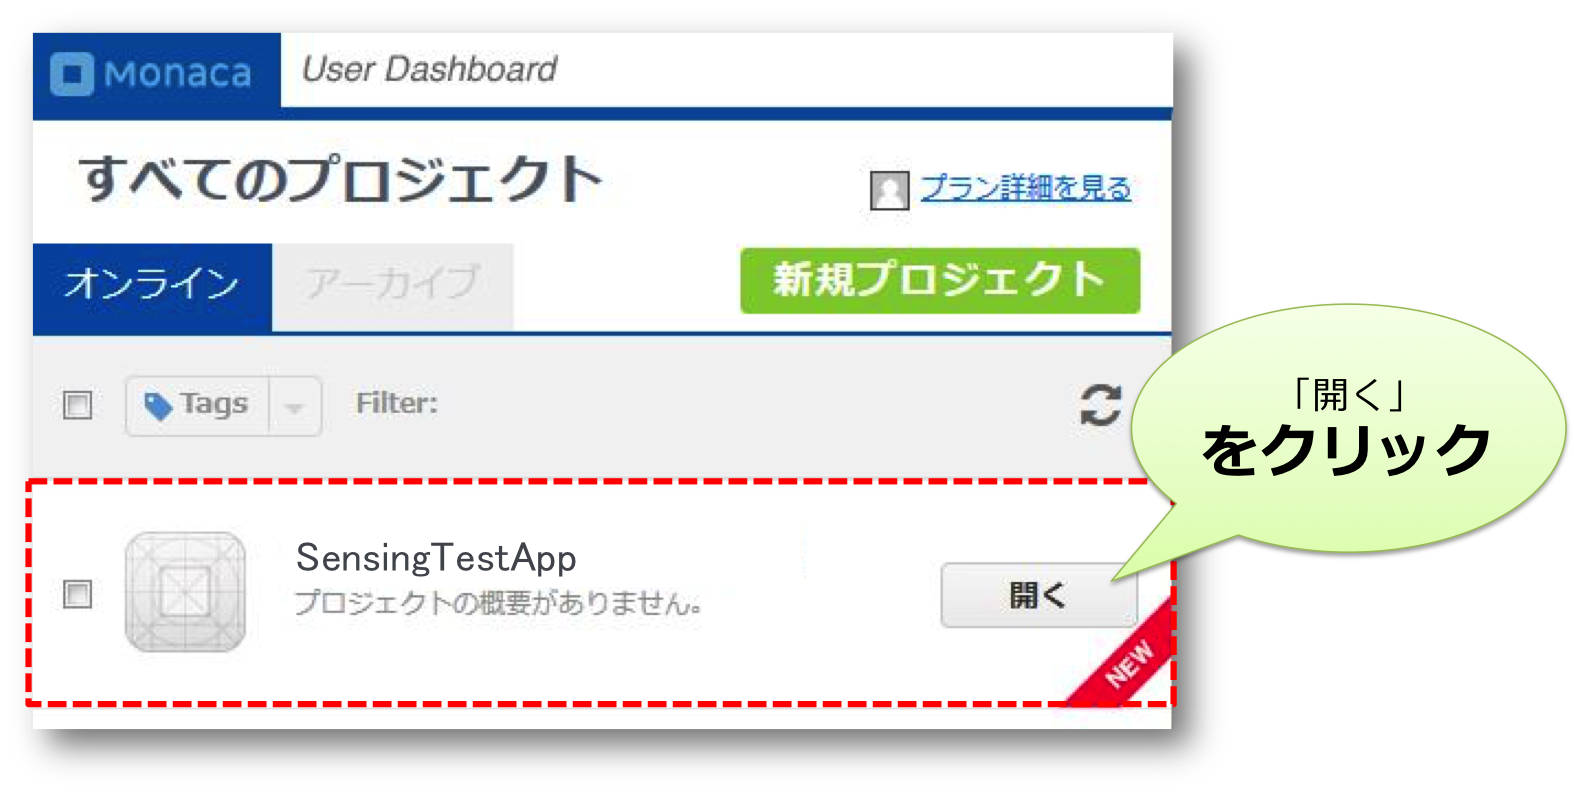 Monaca
User Dashboard
すべてのプロジェクト
プラン詳細を見る
オンライン
アーカイブ
新規プロジェクト
Tags
Filter:
「開く」
をクリック
SensingTestApp
プロジェクトの概要がありません。
開く
NEW